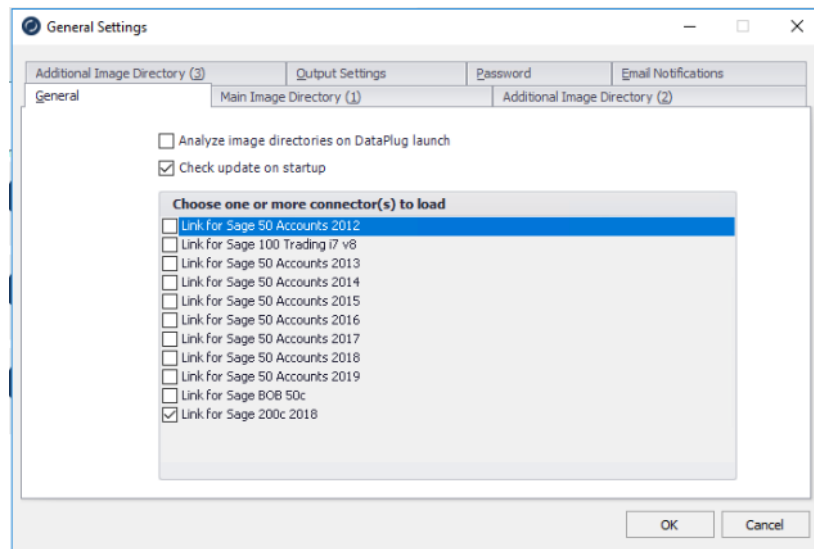 General Settings
Additional Image Directory (3) Output Settings Password Email Notifications
General Main Image Directory (1) Additional Image Directory (2)
Analyze image directories on DataPlug launch
Check update on startup
Choose one or more connector(s) to load
Link for Sage 50 Accounts 2012
Link for Sage 100 Trading i7 v8
Link for Sage 50 Accounts 2013
Link for Sage 50 Accounts 2014
Link for Sage 50 Accounts 2015
Link for Sage 50 Accounts 2016
Link for Sage 50 Accounts 2017
Link for Sage 50 Accounts 2018
Link for Sage 50 Accounts 2019
Link for Sage BOB 50c
Link for Sage 200c 2018
OK Cancel